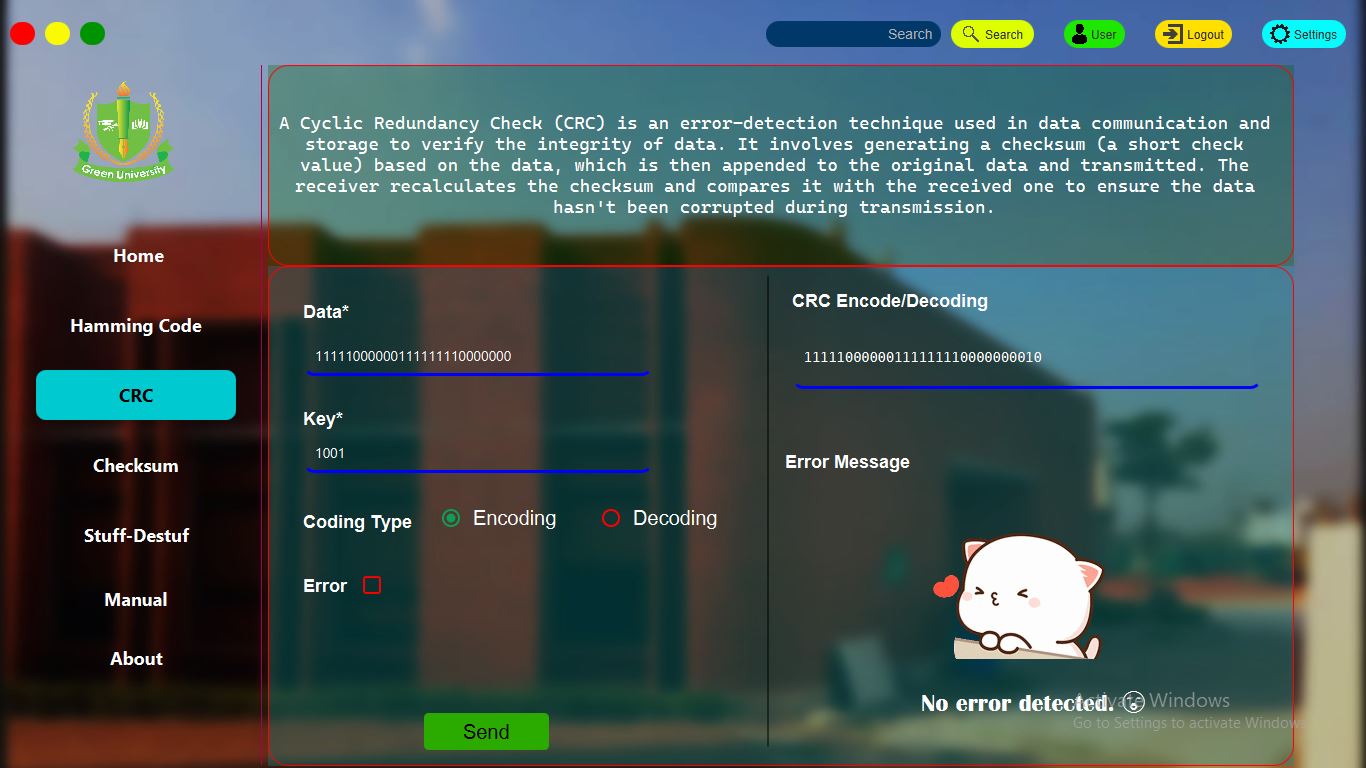 Search
Search
User
Logout
Settings
Green University
A Cyclic Redundancy Check (CRC) is an error-detection technique used in data communication and
storage to verify the integrity of data. It involves generating a checksum (a short check
value) based on the data, which is then appended to the original data and transmitted. The
receiver recalculates the checksum and compares it with the received one to ensure the data
hasn't been corrupted during transmission.
Home
Hamming Code
CRC
Checksum
Stuff-Destuf
Manual
About
Data*
11111000000111111110000000
Key*
1001
Coding Type
Encoding
Decoding
Error
Send
CRC Encode/Decoding
11111000000111111110000000010
Error Message
No error detected. 😮
Activate Windows
Go to Settings to activate Windows